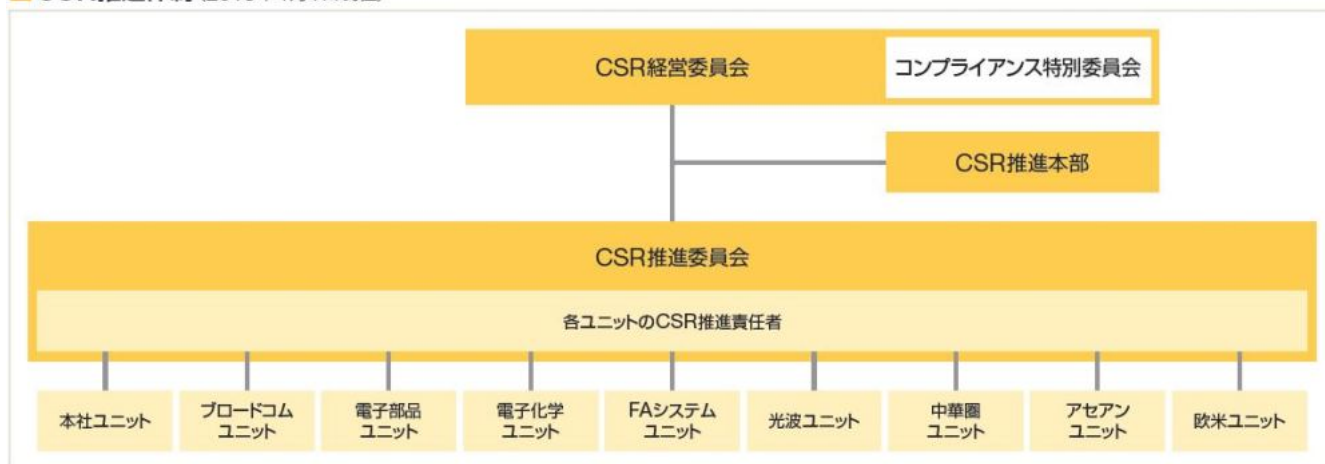 CSR経営委員会
コンプライアンス特別委員会
CSR推進本部
CSR推進委員会
各ユニットのCSR推進責任者
本社ユニット
ブロードコム
ユニット
電子部品
ユニット
電子化学
ユニット
FAシステム
ユニット
光波ユニット
中華圏
ユニット
アセアン
ユニット
欧米ユニット